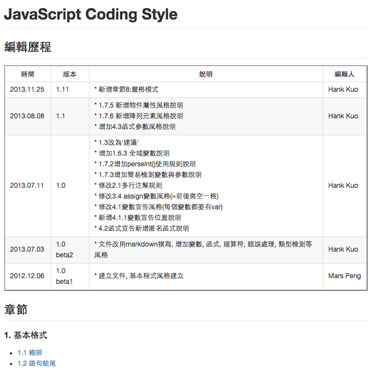 JavaScript Coding Style
編輯歷程
時間 版本 說明 編輯人
2013.11.25 1.11 * 新增章節8:嚴格模式 Hank Kuo
2013.08.08 1.1 * 1.7.5 新增物件屬性風格說明 Hank Kuo
* 1.7.6 新增陣列元素風格說明
* 增加4.3函式參數風格說明
2013.07.11 1.0 * 1.3改為'建議' Hank Kuo
* 增加1.6.3 全域變數說明
* 1.7.2增加perseInt()使用規則說明
* 1.7.3增加簡易檢測變數與參數說明
* 修改2.1多行注解規則
* 修改3.4 assign變數風格(=前後需空一格)
* 修改4.1變數宣告風格(每個變數都要有var)
* 新增4.1.1變數宣告位置說明
* 4.2函式宣告新增匿名函式說明
2013.07.03 1.0 beta2 * 文件改用markdown撰寫, 增加變數, 函式, 運算符, 錯誤處理, 類型檢測等 Hank Kuo
風格
2012.12.06 1.0 beta1 * 建立文件, 基本程式風格建立 Mars Peng
章節
1. 基本格式
• 1.1 縮排
• 1.2 語句結尾